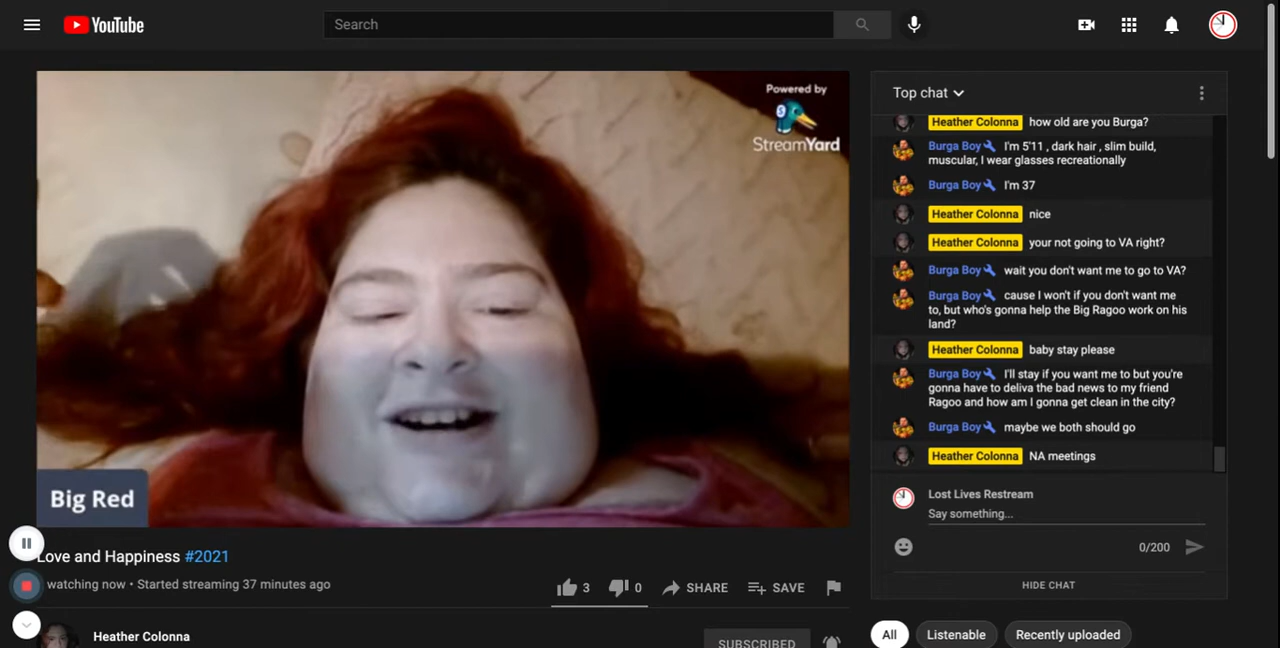 YouTube
Search
Powered by
StreamYard
Big Red
Love and Happiness #2021
watching now • Started streaming 37 minutes ago
3
0
SHARE
SAVE
Heather Colonna
SUBSCRIBED
Top chat
Heather Colonna how old are you Burga?
Burga Boy I'm 5'11 , dark hair , slim build,
muscular, I wear glasses recreationally
Burga Boy I'm 37
Heather Colonna nice
Heather Colonna your not going to VA right?
Burga Boy wait you don't want me to go to VA?
Burga Boy cause I won't if you don't want me
to, but who's gonna help the Big Ragoo work on his
land?
Heather Colonna baby stay please
Burga Boy I'll stay if you want me to but you're
gonna have to deliva the bad news to my friend
Ragoo and how am I gonna get clean in the city?
Burga Boy maybe we both should go
Heather Colonna NA meetings
Lost Lives Restream
Say something...
0/200
HIDE CHAT
All
Listenable
Recently uploaded